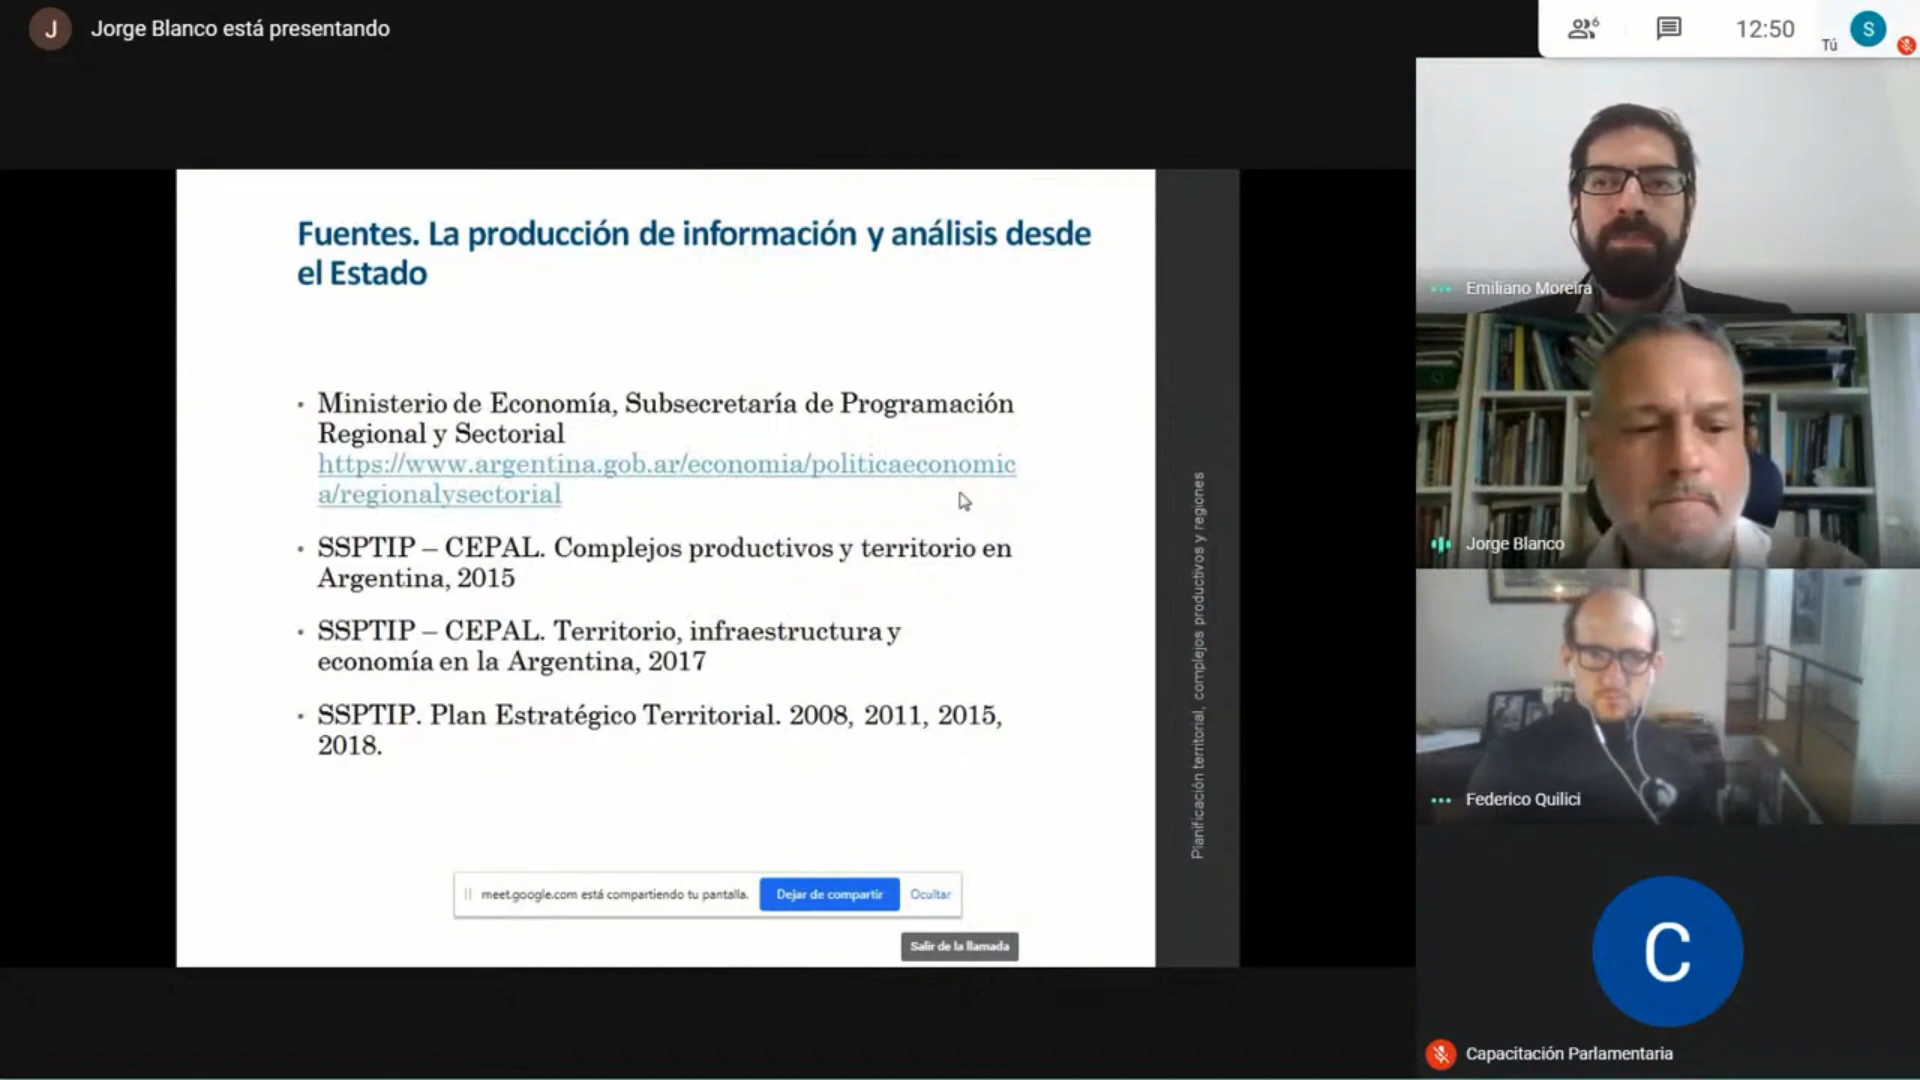 J
Jorge Blanco está presentando
6
12:50
Tú
S
Fuentes. La producción de información y análisis desde
el Estado
• Ministerio de Economía, Subsecretaría de Programación
Regional y Sectorial
https://www.argentina.gob.ar/economia/politicaeconomic
a/regionalysectorial
• SSPTIP – CEPAL. Complejos productivos y territorio en
Argentina, 2015
• SSPTIP – CEPAL. Territorio, infraestructura y
economía en la Argentina, 2017
• SSPTIP. Plan Estratégico Territorial. 2008, 2011, 2015,
2018.
Planificación territorial, complejos productivos y regiones
meet.google.com está compartiendo tu pantalla.
Dejar de compartir
Ocultar
Salir de la llamada
Emiliano Moreira
Jorge Blanco
Federico Quilici
C
Capacitación Parlamentaria